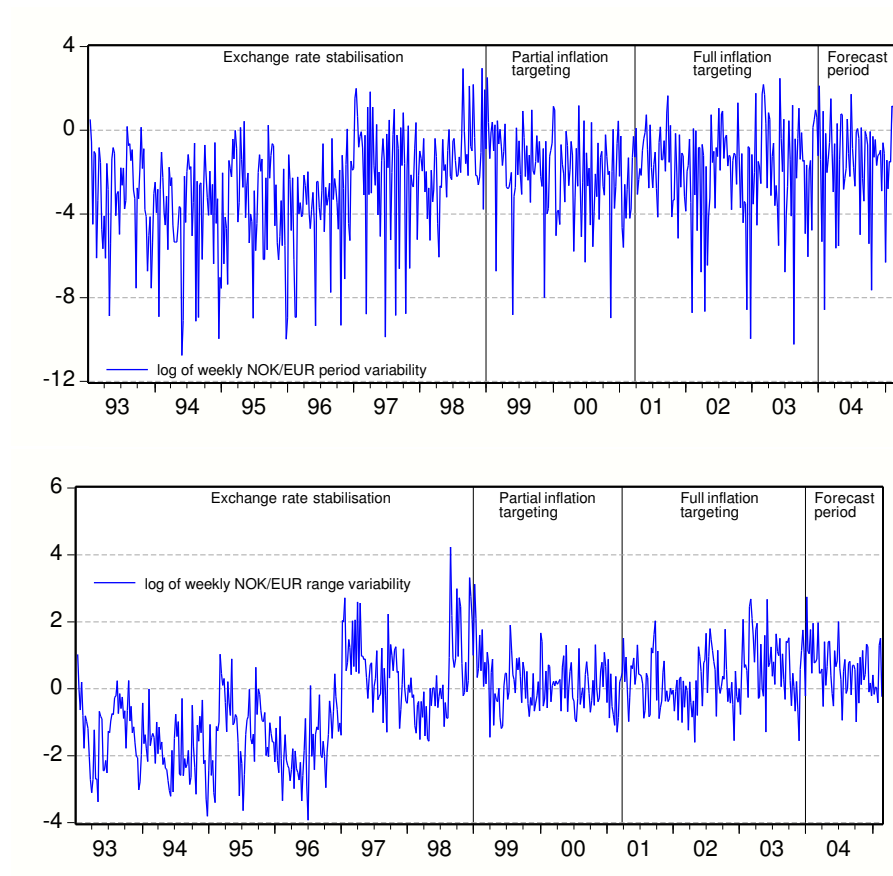 4
Exchange rate stabilisation
Partial inflation
targeting
Full inflation
targeting
Forecast
period
0
-4
-8
log of weekly NOK/EUR period variability
-12
93 94 95 96 97 98 99 00 01 02 03 04
6
Exchange rate stabilisation
Partial inflation
targeting
Full inflation
targeting
Forecast
period
4
log of weekly NOK/EUR range variability
2
0
-2
-4
93 94 95 96 97 98 99 00 01 02 03 04